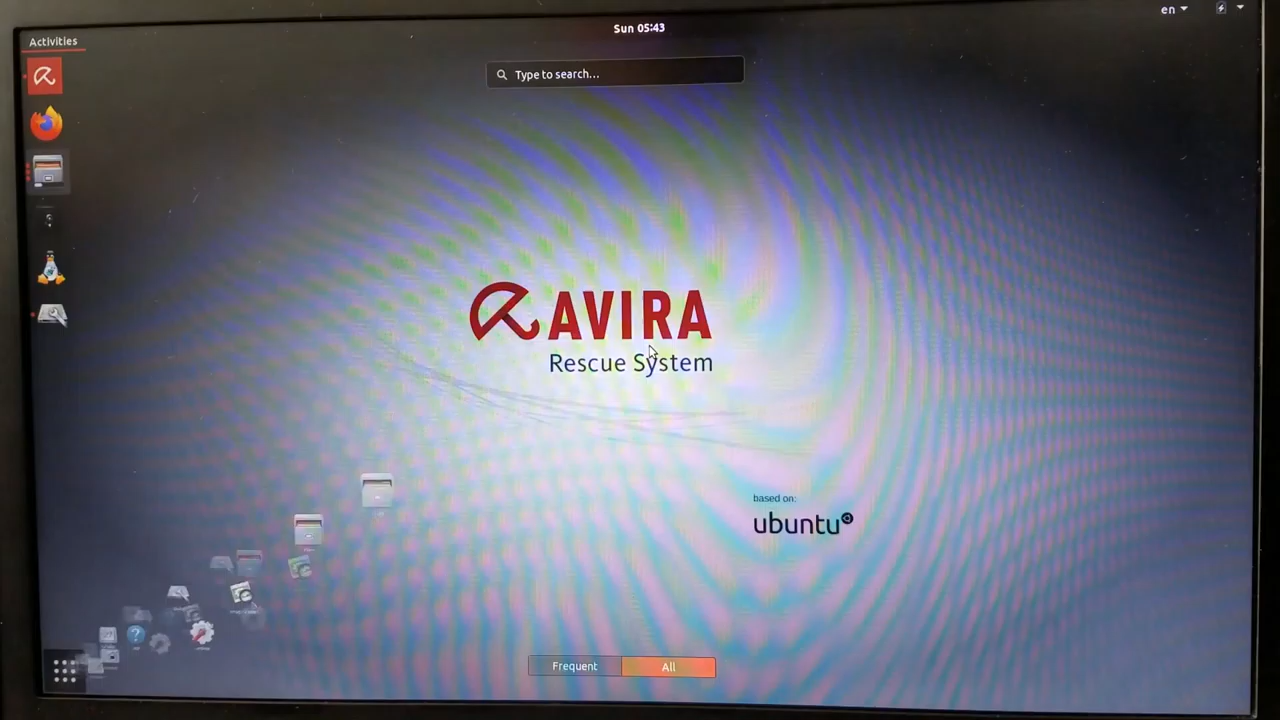 en
Sun 05:43
Activities
Type to search...
AVIRA
Rescue System
based on:
ubuntu
Frequent
All